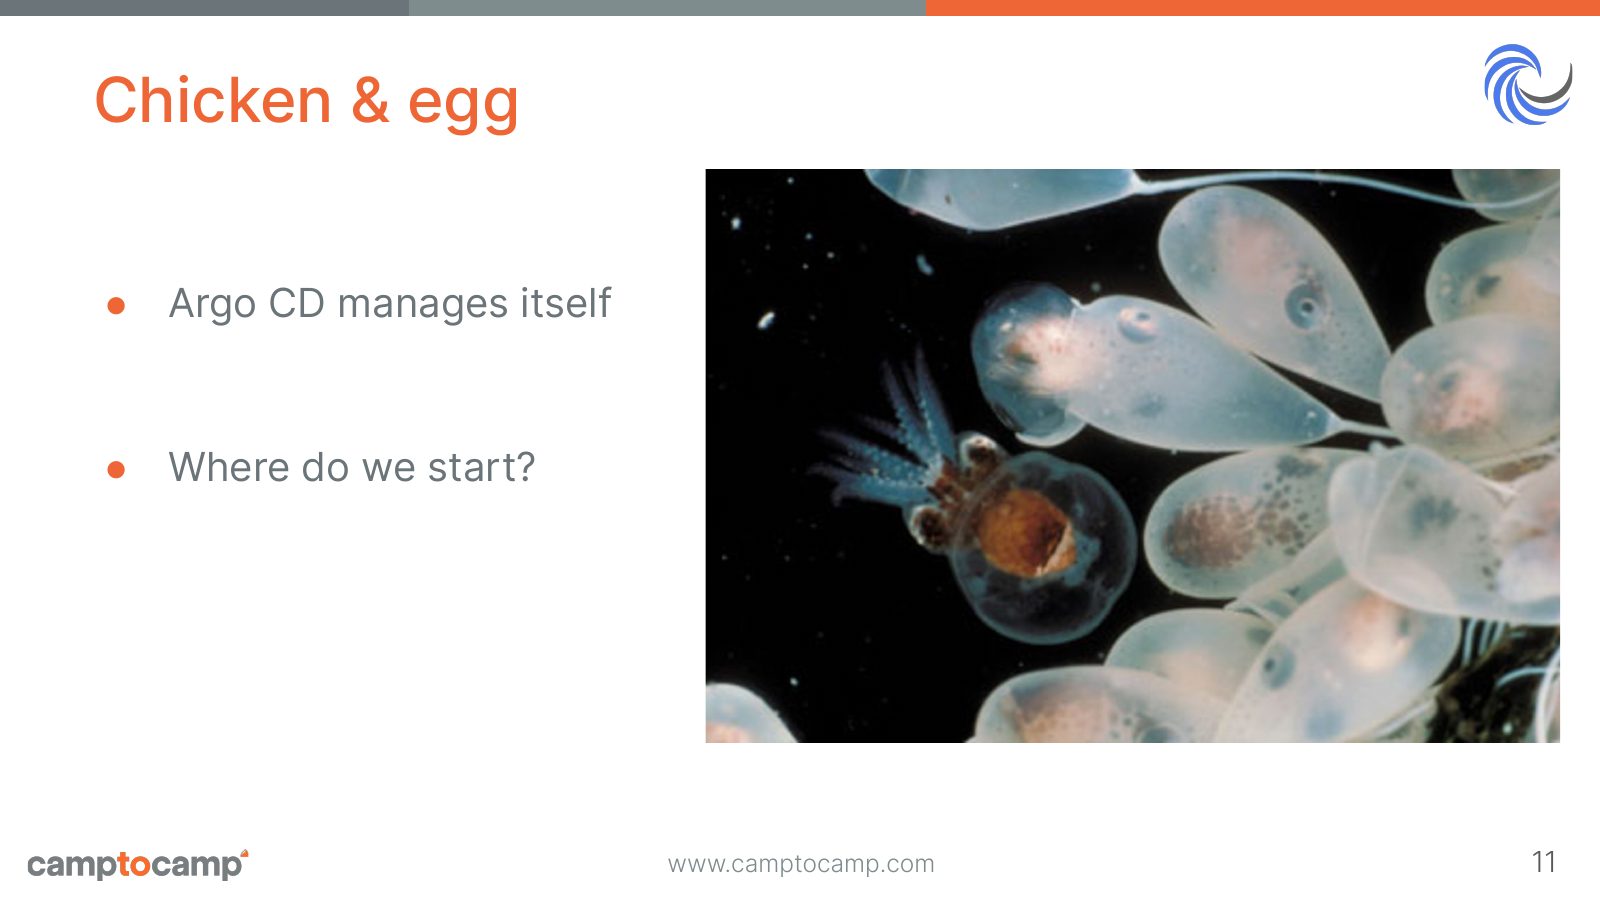 Chicken & egg
● Argo CD manages itself
● Where do we start?
camptocamp
www.camptocamp.com
11